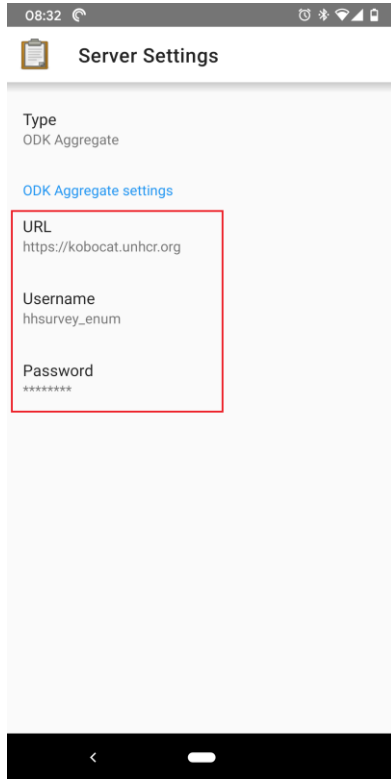 08:32
Server Settings
Type
ODK Aggregate
ODK Aggregate settings
URL
https://kobocat.unhcr.org
Username
hhsurvey_enum
Password
********